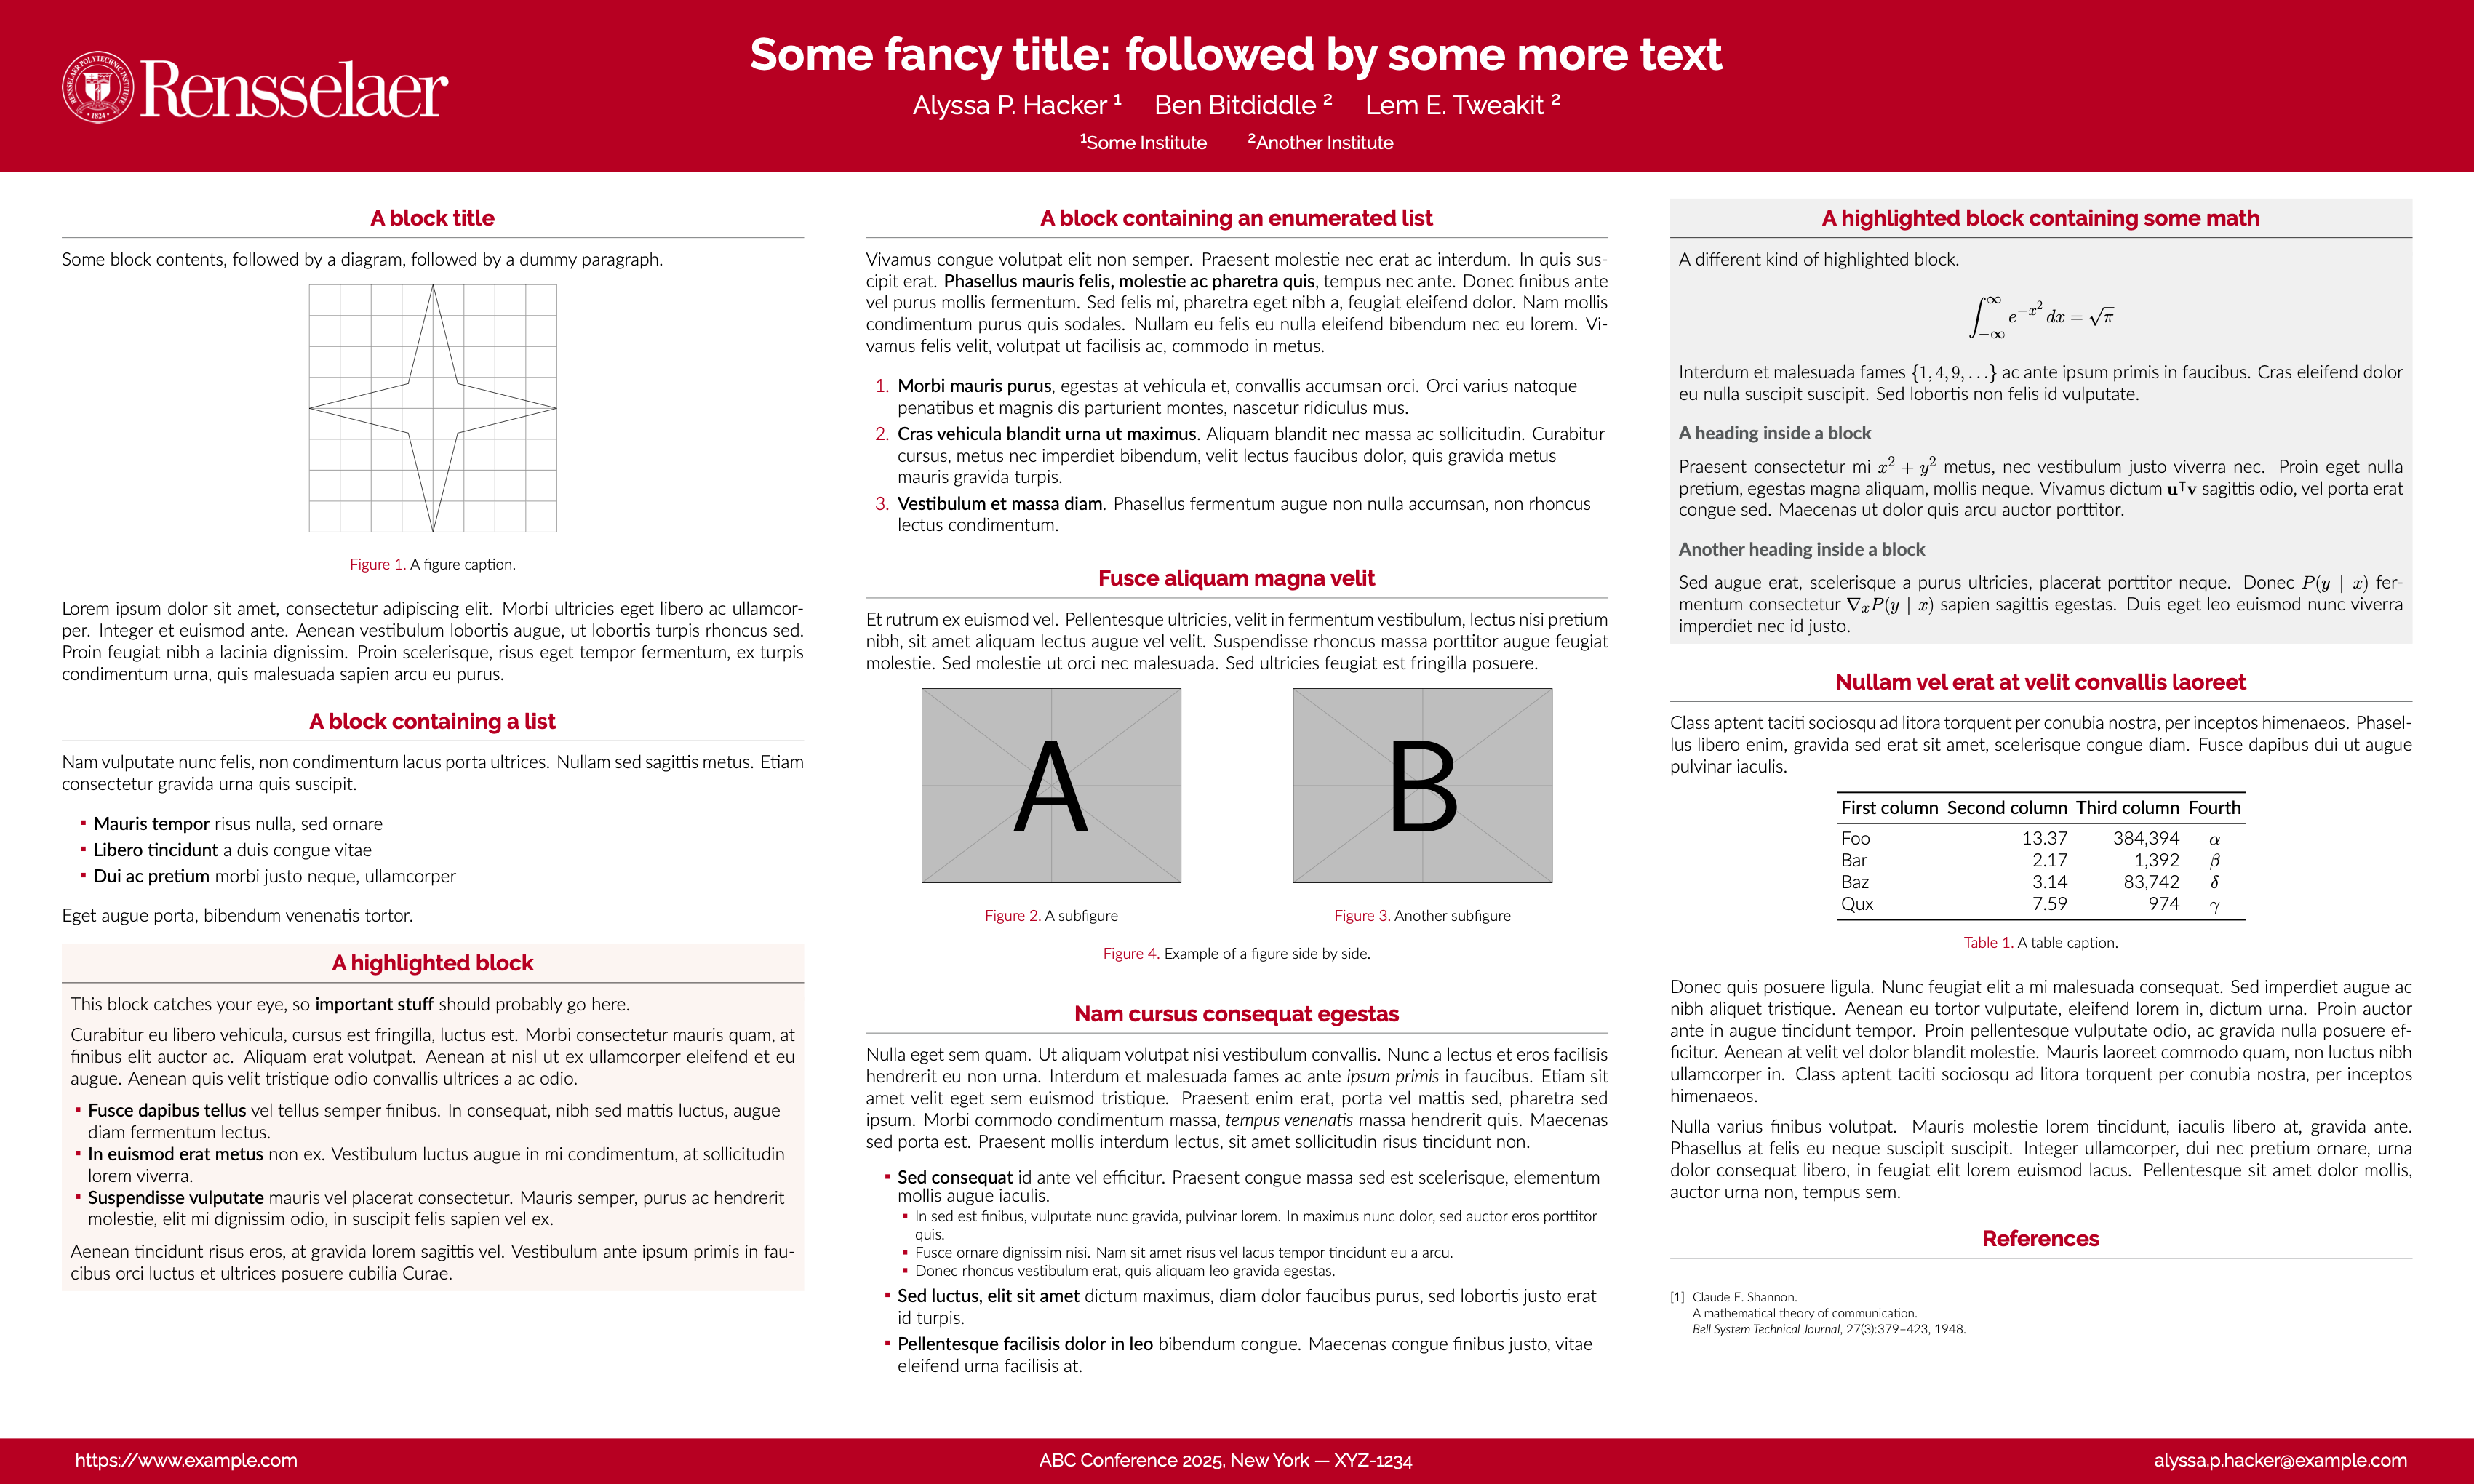 Rensselaer
RENSSELAER POLYTECHNIC INSTITUTE
• 1824 •
Some fancy title: followed by some more text
Alyssa P. Hacker ¹ Ben Bitdiddle ² Lem E. Tweakit ²
¹Some Institute ²Another Institute
A block title
Some block contents, followed by a diagram, followed by a dummy paragraph.
Figure 1. A figure caption.
Lorem ipsum dolor sit amet, consectetur adipiscing elit. Morbi ultricies eget libero ac ullamcor-
per. Integer et euismod ante. Aenean vestibulum lobortis augue, ut lobortis turpis rhoncus sed.
Proin feugiat nibh a lacinia dignissim. Proin scelerisque, risus eget tempor fermentum, ex turpis
condimentum urna, quis malesuada sapien arcu eu purus.
A block containing a list
Nam vulputate nunc felis, non condimentum lacus porta ultrices. Nullam sed sagittis metus. Etiam
consectetur gravida urna quis suscipit.
▪ Mauris tempor risus nulla, sed ornare
▪ Libero tincidunt a duis congue vitae
▪ Dui ac pretium morbi justo neque, ullamcorper
Eget augue porta, bibendum venenatis tortor.
A highlighted block
This block catches your eye, so important stuff should probably go here.
Curabitur eu libero vehicula, cursus est fringilla, luctus est. Morbi consectetur mauris quam, at
finibus elit auctor ac. Aliquam erat volutpat. Aenean at nisl ut ex ullamcorper eleifend et eu
augue. Aenean quis velit tristique odio convallis ultrices a ac odio.
▪ Fusce dapibus tellus vel tellus semper finibus. In consequat, nibh sed mattis luctus, augue
diam fermentum lectus.
▪ In euismod erat metus non ex. Vestibulum luctus augue in mi condimentum, at sollicitudin
lorem viverra.
▪ Suspendisse vulputate mauris vel placerat consectetur. Mauris semper, purus ac hendrerit
molestie, elit mi dignissim odio, in suscipit felis sapien vel ex.
Aenean tincidunt risus eros, at gravida lorem sagittis vel. Vestibulum ante ipsum primis in fau-
cibus orci luctus et ultrices posuere cubilia Curae.
A block containing an enumerated list
Vivamus congue volutpat elit non semper. Praesent molestie nec erat ac interdum. In quis sus-
cipit erat. Phasellus mauris felis, molestie ac pharetra quis, tempus nec ante. Donec finibus ante
vel purus mollis fermentum. Sed felis mi, pharetra eget nibh a, feugiat eleifend dolor. Nam mollis
condimentum purus quis sodales. Nullam eu felis eu nulla eleifend bibendum nec eu lorem. Vi-
vamus felis velit, volutpat ut facilisis ac, commodo in metus.
1. Morbi mauris purus, egestas at vehicula et, convallis accumsan orci. Orci varius natoque
penatibus et magnis dis parturient montes, nascetur ridiculus mus.
2. Cras vehicula blandit urna ut maximus. Aliquam blandit nec massa ac sollicitudin. Curabitur
cursus, metus nec imperdiet bibendum, velit lectus faucibus dolor, quis gravida metus
mauris gravida turpis.
3. Vestibulum et massa diam. Phasellus fermentum augue non nulla accumsan, non rhoncus
lectus condimentum.
Fusce aliquam magna velit
Et rutrum ex euismod vel. Pellentesque ultricies, velit in fermentum vestibulum, lectus nisi pretium
nibh, sit amet aliquam lectus augue vel velit. Suspendisse rhoncus massa porttitor augue feugiat
molestie. Sed molestie ut orci nec malesuada. Sed ultricies feugiat est fringilla posuere.
A B
Figure 2. A subfigure Figure 3. Another subfigure
Figure 4. Example of a figure side by side.
Nam cursus consequat egestas
Nulla eget sem quam. Ut aliquam volutpat nisi vestibulum convallis. Nunc a lectus et eros facilisis
hendrerit eu non urna. Interdum et malesuada fames ac ante ipsum primis in faucibus. Etiam sit
amet velit eget sem euismod tristique. Praesent enim erat, porta vel mattis sed, pharetra sed
ipsum. Morbi commodo condimentum massa, tempus venenatis massa hendrerit quis. Maecenas
sed porta est. Praesent mollis interdum lectus, sit amet sollicitudin risus tincidunt non.
▪ Sed consequat id ante vel efficitur. Praesent congue massa sed est scelerisque, elementum
mollis augue iaculis.
▪ In sed est finibus, vulputate nunc gravida, pulvinar lorem. In maximus nunc dolor, sed auctor eros porttitor
quis.
▪ Fusce ornare dignissim nisi. Nam sit amet risus vel lacus tempor tincidunt eu a arcu.
▪ Donec rhoncus vestibulum erat, quis aliquam leo gravida egestas.
▪ Sed luctus, elit sit amet dictum maximus, diam dolor faucibus purus, sed lobortis justo erat
id turpis.
▪ Pellentesque facilisis dolor in leo bibendum congue. Maecenas congue finibus justo, vitae
eleifend urna facilisis at.
A highlighted block containing some math
A different kind of highlighted block.
∫_{−∞}^{∞} e^{−x²} dx = √π
Interdum et malesuada fames {1, 4, 9, . . .} ac ante ipsum primis in faucibus. Cras eleifend dolor
eu nulla suscipit suscipit. Sed lobortis non felis id vulputate.
A heading inside a block
Praesent consectetur mi x² + y² metus, nec vestibulum justo viverra nec. Proin eget nulla
pretium, egestas magna aliquam, mollis neque. Vivamus dictum u⊺v sagittis odio, vel porta erat
congue sed. Maecenas ut dolor quis arcu auctor porttitor.
Another heading inside a block
Sed augue erat, scelerisque a purus ultricies, placerat porttitor neque. Donec P(y | x) fer-
mentum consectetur ∇ₓP(y | x) sapien sagittis egestas. Duis eget leo euismod nunc viverra
imperdiet nec id justo.
Nullam vel erat at velit convallis laoreet
Class aptent taciti sociosqu ad litora torquent per conubia nostra, per inceptos himenaeos. Phasel-
lus libero enim, gravida sed erat sit amet, scelerisque congue diam. Fusce dapibus dui ut augue
pulvinar iaculis.
First column Second column Third column Fourth
Foo 13.37 384,394 α
Bar 2.17 1,392 β
Baz 3.14 83,742 δ
Qux 7.59 974 γ
Table 1. A table caption.
Donec quis posuere ligula. Nunc feugiat elit a mi malesuada consequat. Sed imperdiet augue ac
nibh aliquet tristique. Aenean eu tortor vulputate, eleifend lorem in, dictum urna. Proin auctor
ante in augue tincidunt tempor. Proin pellentesque vulputate odio, ac gravida nulla posuere ef-
ficitur. Aenean at velit vel dolor blandit molestie. Mauris laoreet commodo quam, non luctus nibh
ullamcorper in. Class aptent taciti sociosqu ad litora torquent per conubia nostra, per inceptos
himenaeos.
Nulla varius finibus volutpat. Mauris molestie lorem tincidunt, iaculis libero at, gravida ante.
Phasellus at felis eu neque suscipit suscipit. Integer ullamcorper, dui nec pretium ornare, urna
dolor consequat libero, in feugiat elit lorem euismod lacus. Pellentesque sit amet dolor mollis,
auctor urna non, tempus sem.
References
[1] Claude E. Shannon.
A mathematical theory of communication.
Bell System Technical Journal, 27(3):379–423, 1948.
https://www.example.com
ABC Conference 2025, New York — XYZ-1234
alyssa.p.hacker@example.com